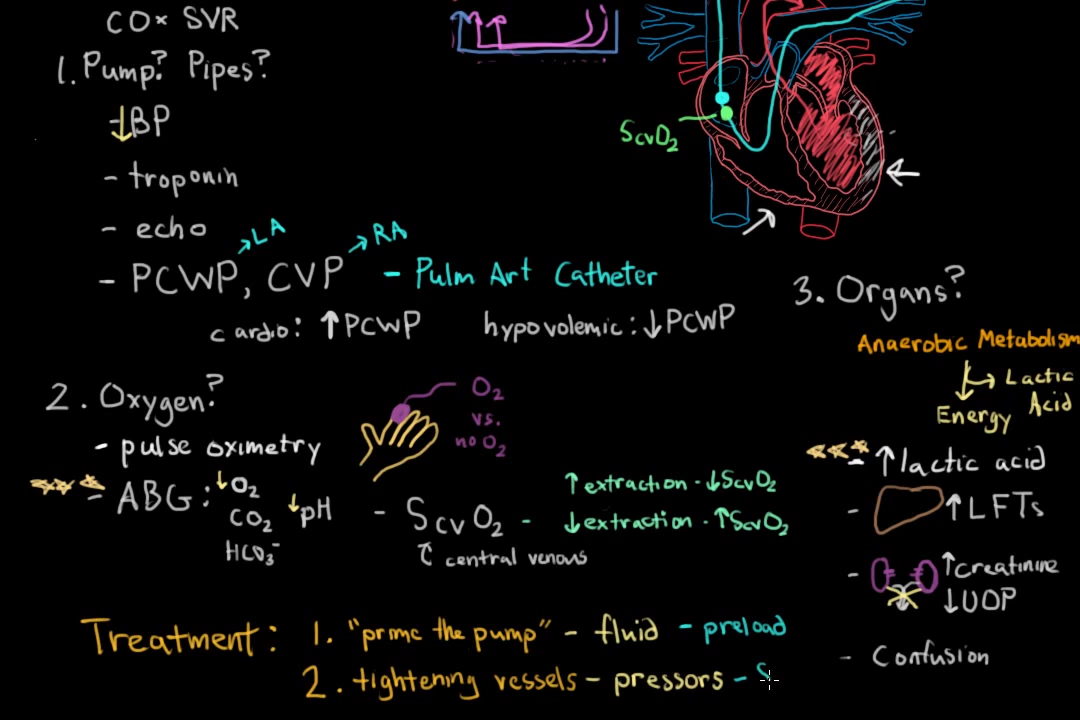 CO × SVR
1. Pump? Pipes?
↓BP
- troponin
- echo
→LA →RA
- PCWP, CVP - Pulm Art Catheter
cardio: ↑PCWP hypovolemic: ↓PCWP
ScvO2
2. Oxygen?
- pulse oximetry
O2
vs.
no O2
*** - ABG: ↓O2
CO2
HCO3-
↓pH
- ScvO2 -
↑ central venous
↑extraction - ↓ScvO2
↓extraction - ↑ScvO2
3. Organs?
Anaerobic Metabolism
→ Lactic
Acid
Energy
*** - ↑lactic acid
- ↑LFTs
- ↑Creatinine
↓UOP
- Confusion
Treatment: 1. "prime the pump" - fluid - preload
2. tightening vessels - pressors - S